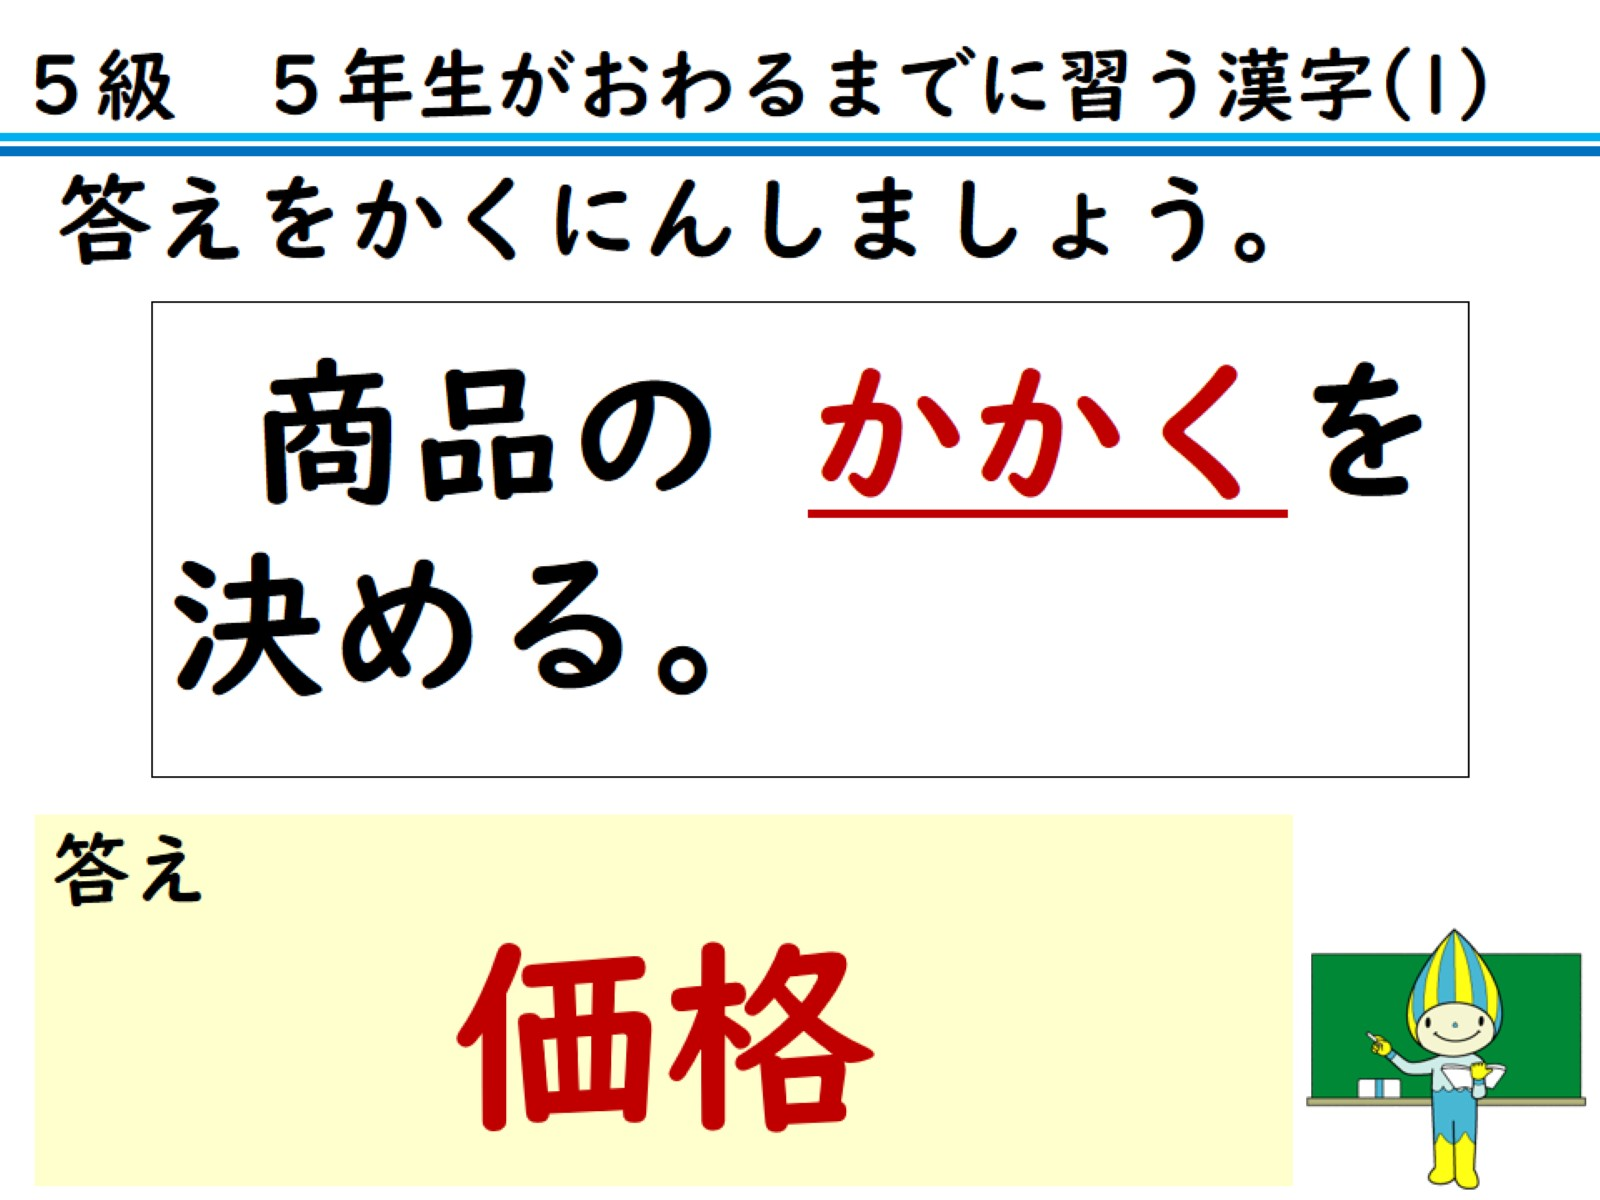 ５級　５年生がおわるまでに習う漢字(1)
答えをかくにんしましょう。
商品の かかくを
決める。
答え
価格